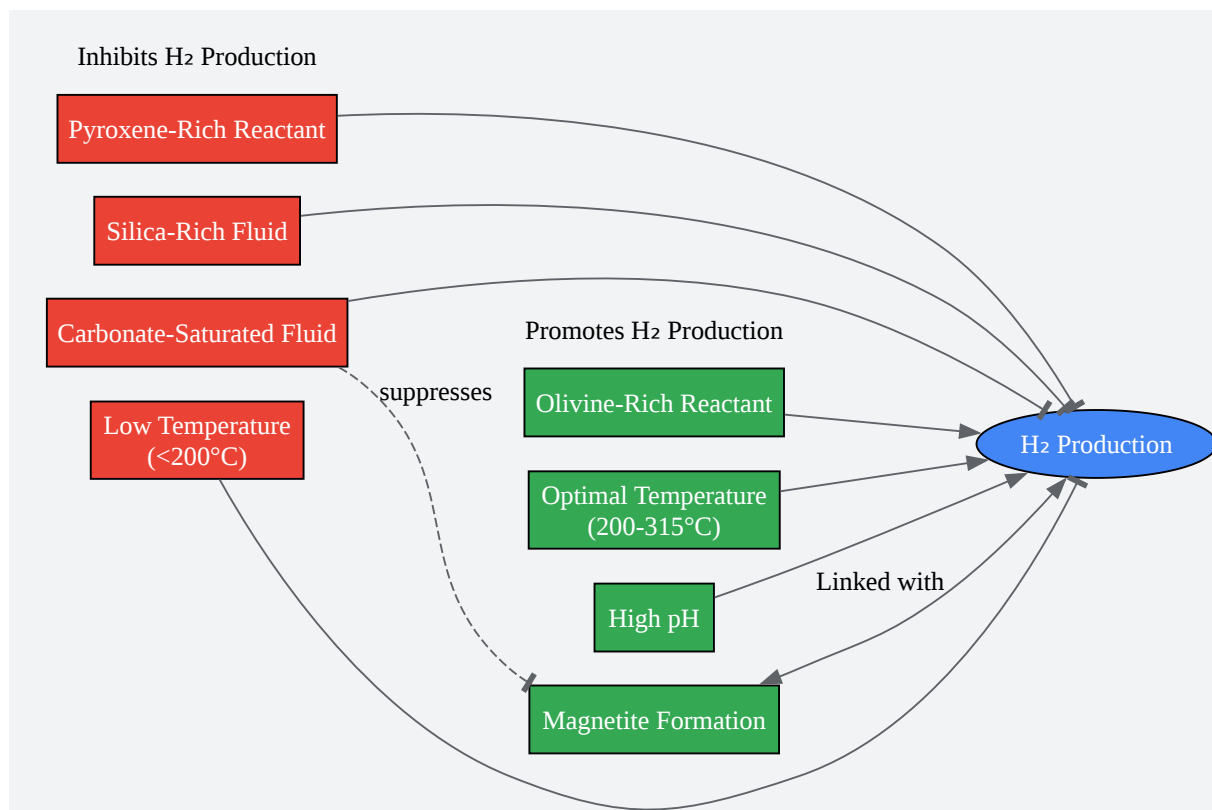 Inhibits H₂ Production
Pyroxene-Rich Reactant
Silica-Rich Fluid
Carbonate-Saturated Fluid
suppresses
Low Temperature
(<200°C)
Promotes H₂ Production
Olivine-Rich Reactant
Optimal Temperature
(200-315°C)
High pH
Linked with
Magnetite Formation
H₂ Production